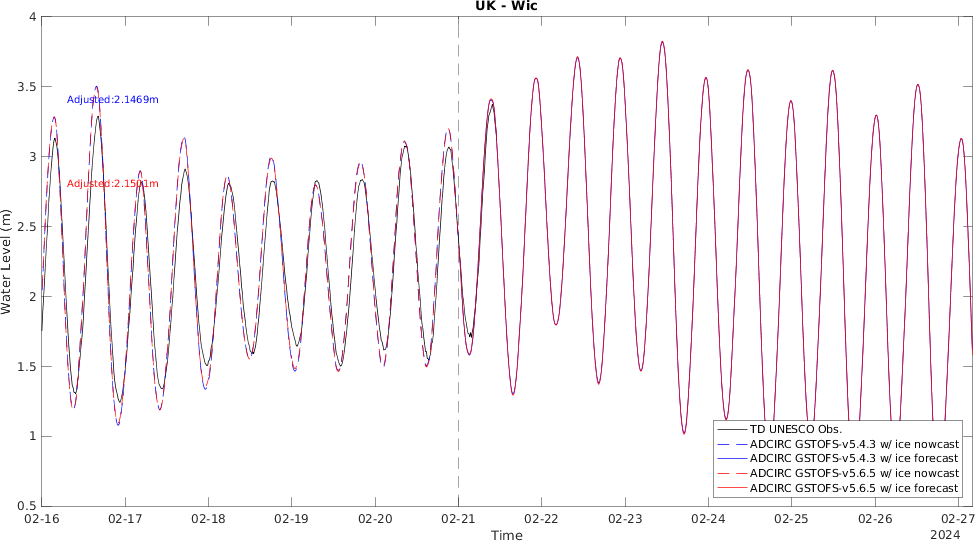 UK - Wic
4
3.5
3
2.5
2
1.5
1
0.5
Water Level (m)
Adjusted:2.1469m
Adjusted:2.1501m
TD UNESCO Obs.
ADCIRC GSTOFS-v5.4.3 w/ ice nowcast
ADCIRC GSTOFS-v5.4.3 w/ ice forecast
ADCIRC GSTOFS-v5.6.5 w/ ice nowcast
ADCIRC GSTOFS-v5.6.5 w/ ice forecast
02-16 02-17 02-18 02-19 02-20 02-21 02-22 02-23 02-24 02-25 02-26 02-27
Time
2024